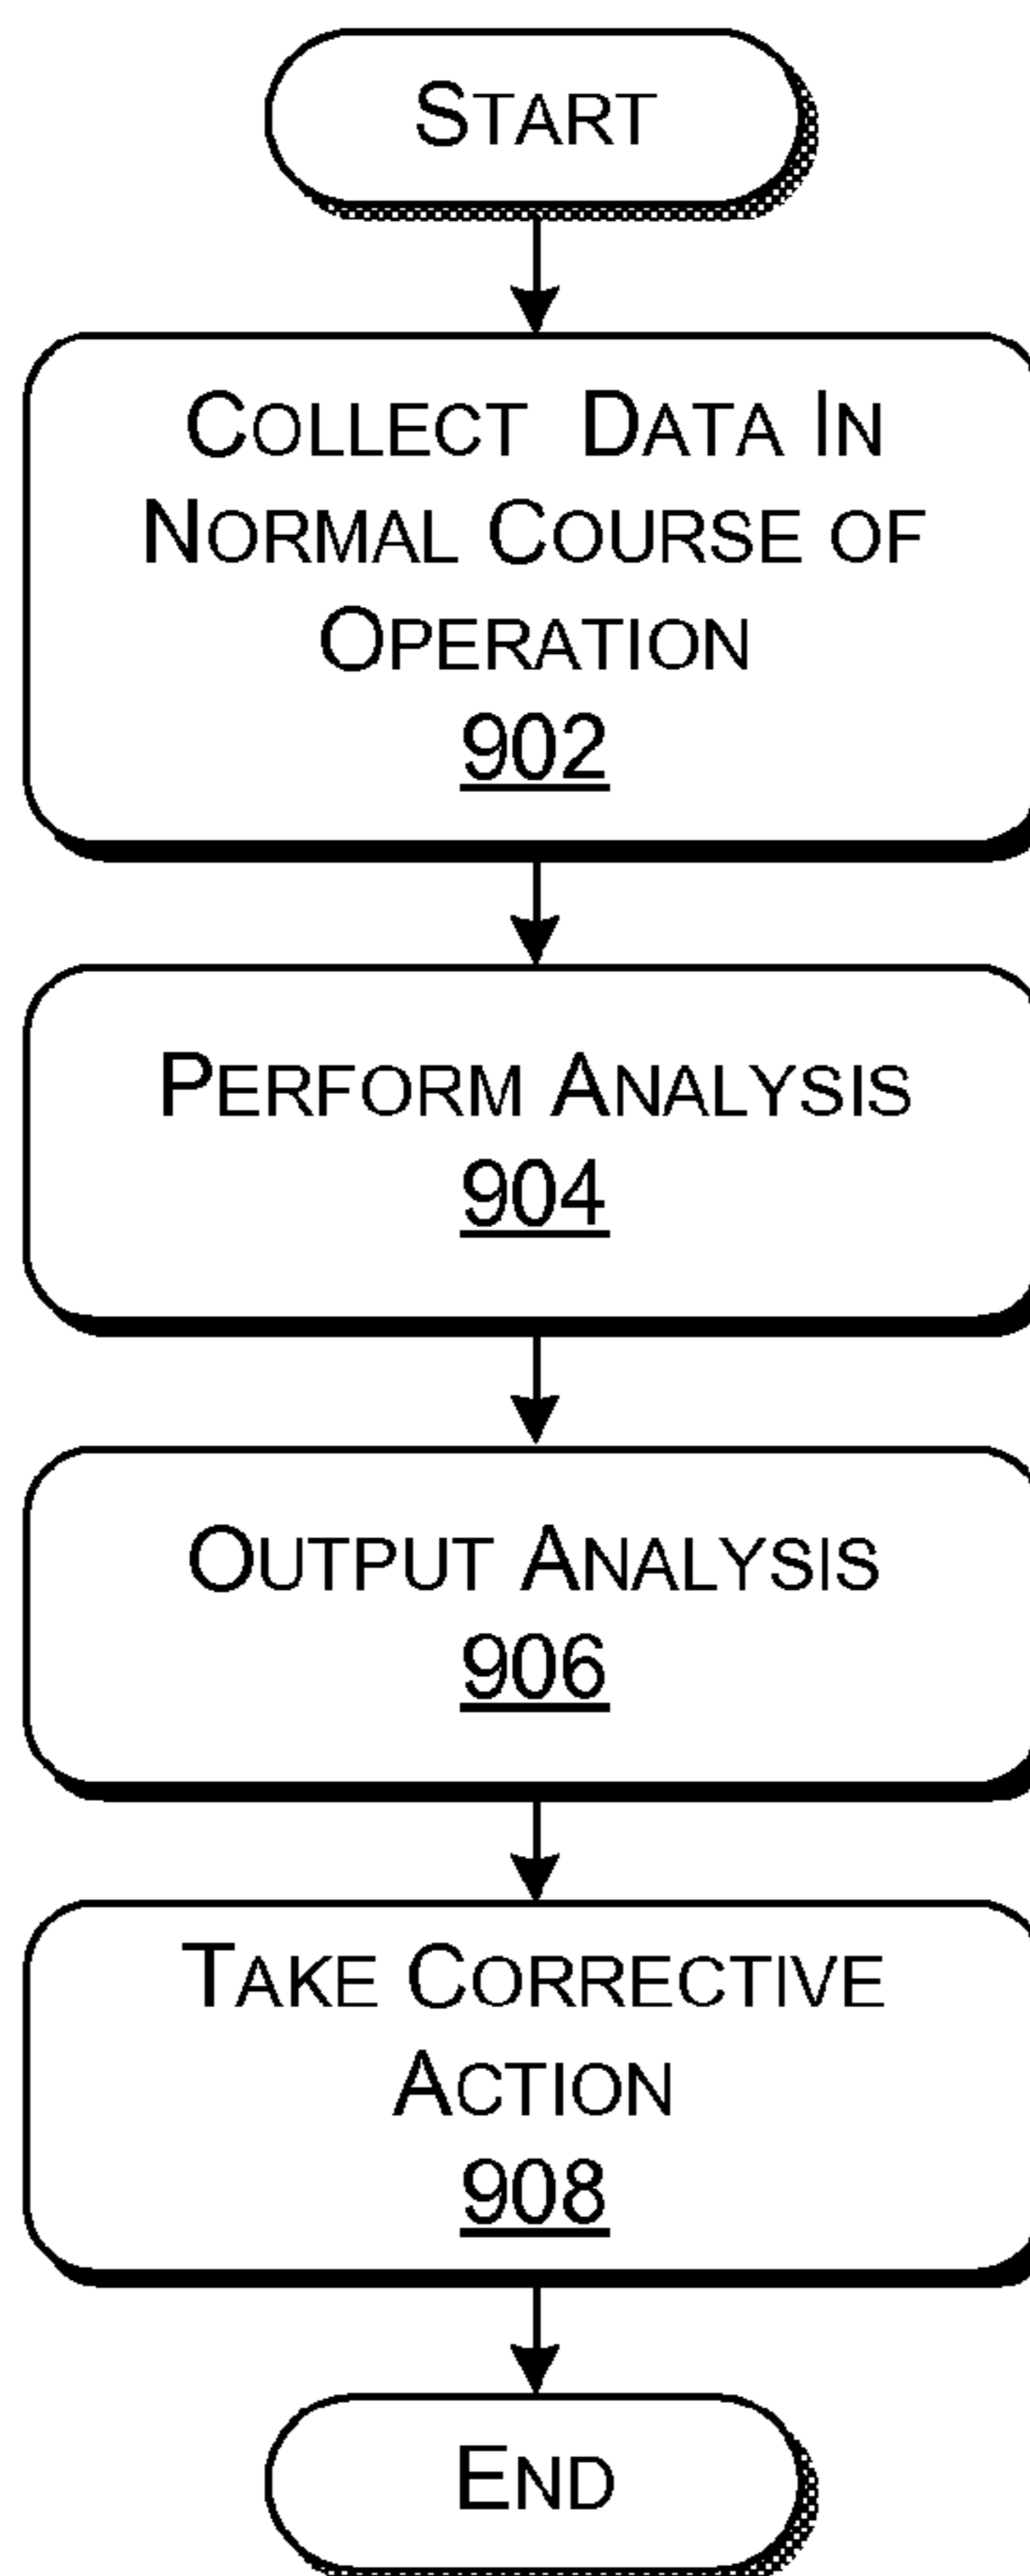 START
COLLECT DATA IN
NORMAL COURSE OF
OPERATION
902
PERFORM ANALYSIS
904
OUTPUT ANALYSIS
906
TAKE CORRECTIVE
ACTION
908
END